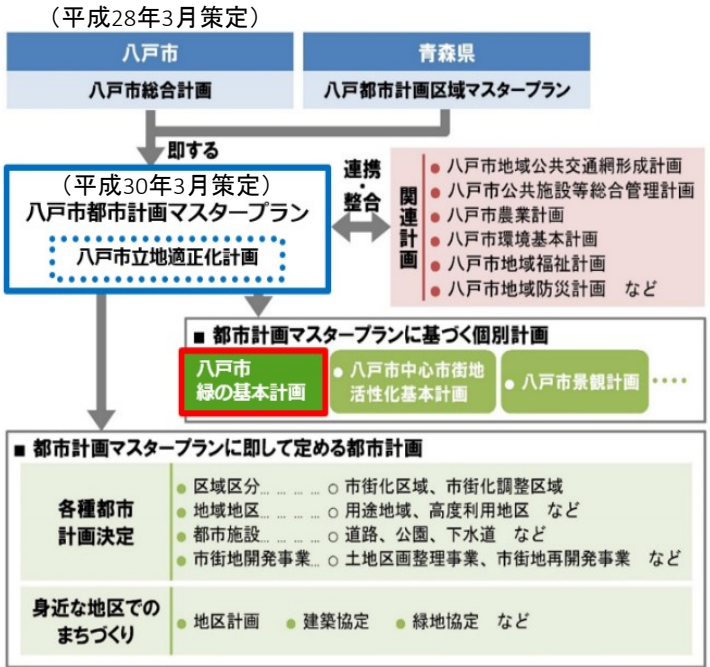 （平成28年3月策定）
八戸市
青森県
八戸市総合計画
八戸都市計画区域マスタープラン
即する
（平成30年3月策定）
八戸市都市計画マスタープラン
八戸市立地適正化計画
連携・整合
関連計画
● 八戸市地域公共交通網形成計画
● 八戸市公共施設等総合管理計画
● 八戸市農業計画
● 八戸市環境基本計画
● 八戸市地域福祉計画
● 八戸市地域防災計画　など
■ 都市計画マスタープランに基づく個別計画
八戸市
緑の基本計画
● 八戸市中心市街地
活性化基本計画
● 八戸市景観計画
‥‥
■ 都市計画マスタープランに即して定める都市計画
各種都市
計画決定
● 区域区分… … … … ○ 市街化区域、市街化調整区域
● 地域地区… … … … ○ 用途地域、高度利用地区　など
● 都市施設… … … … ○ 道路、公園、下水道　など
● 市街地開発事業… ○ 土地区画整理事業、市街地再開発事業　など
身近な地区での
まちづくり
● 地区計画　● 建築協定　● 緑地協定　など